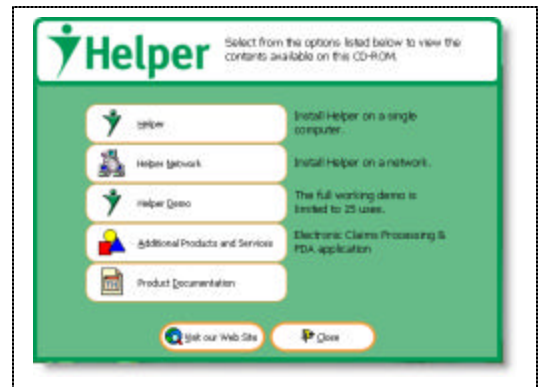 Helper
Select from the options listed below to view the
contents available on this CD-ROM.
Helper
Install Helper on a single
computer.
Helper Network
Install Helper on a network.
Helper Demo
The full working demo is
limited to 25 uses.
Additional Products and Services
Electronic Claims Processing &
PDA application
Product Documentation
Visit our Web Site
Close